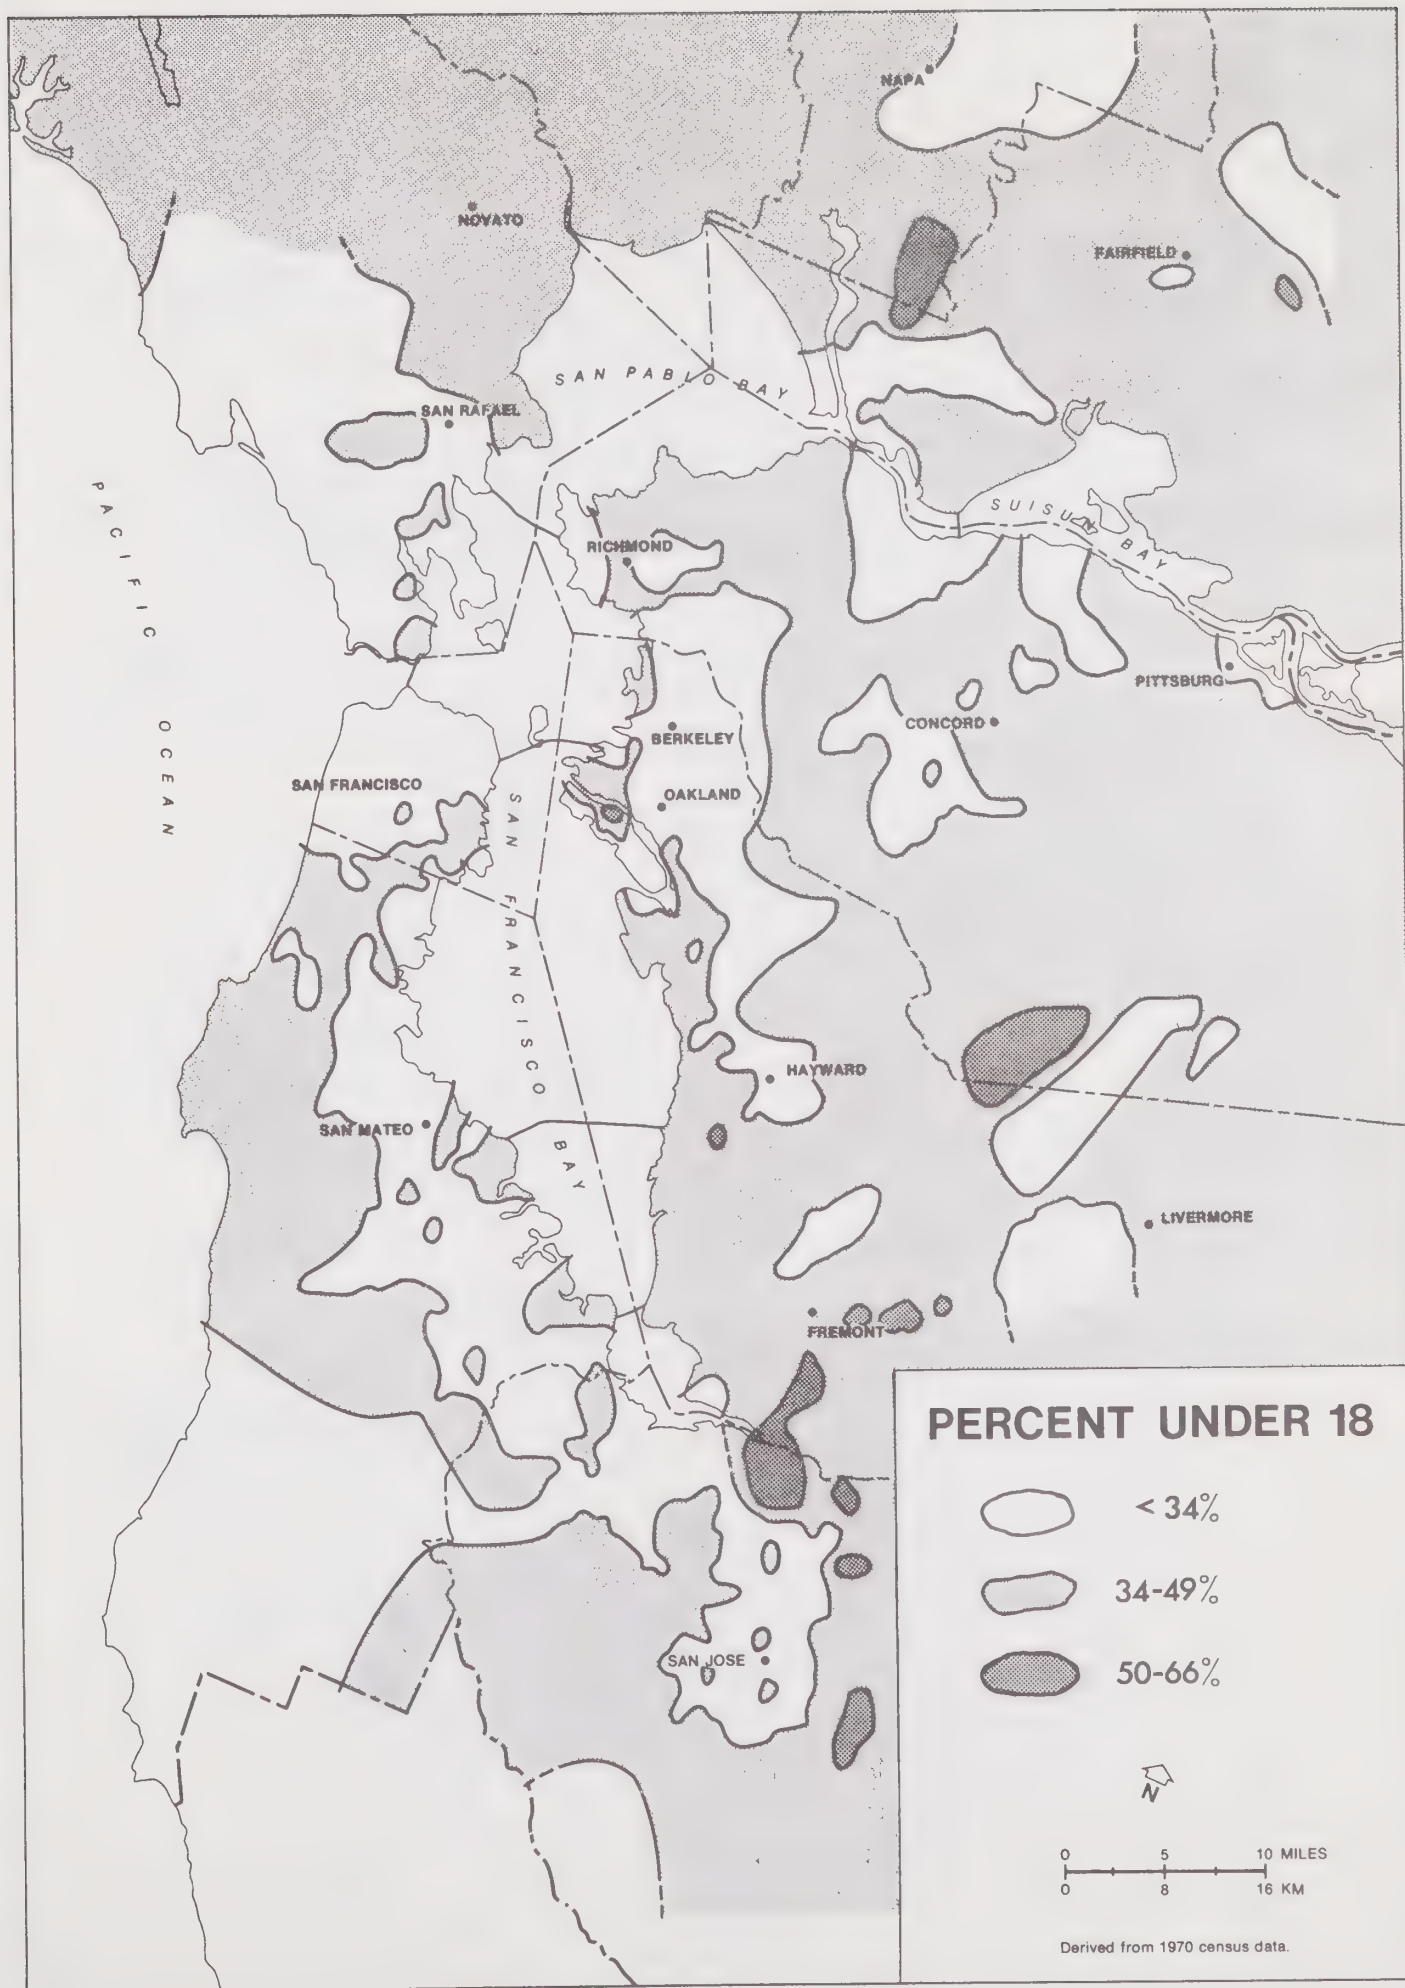 NAPA
NOVATO
FAIRFIELD
SAN PABLO BAY
SAN RAFAEL
PACIFIC OCEAN
SUISUN BAY
RICHMOND
PITTSBURG
CONCORD
BERKELEY
SAN FRANCISCO
OAKLAND
SAN FRANCISCO BAY
HAYWARD
SAN MATEO
LIVERMORE
FREMONT
SAN JOSE
PERCENT UNDER 18
< 34%
34-49%
50-66%
N
0 5 10 MILES
0 8 16 KM
Derived from 1970 census data.